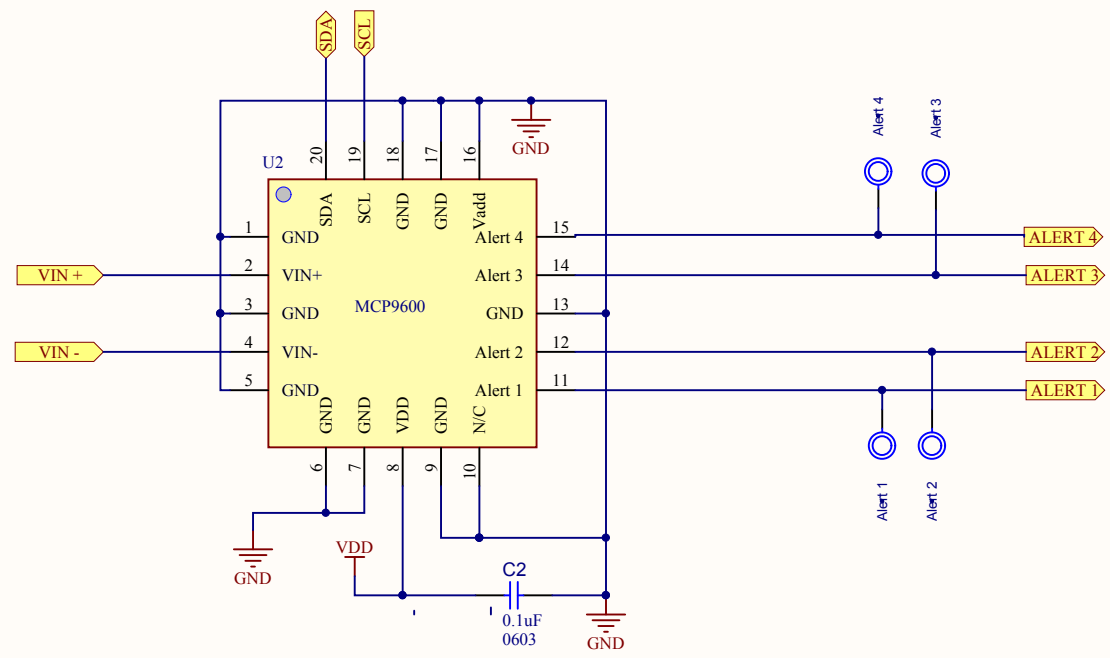 SDA
SCL
Alert 4
Alert 3
GND
U2
20
19
18
17
16
SDA
SCL
GND
GND
Vadd
1
GND
Alert 4
15
ALERT 4
VIN +
2
VIN+
Alert 3
14
ALERT 3
3
GND
MCP9600
GND
13
VIN -
4
VIN-
Alert 2
12
ALERT 2
5
GND
Alert 1
11
ALERT 1
GND
GND
VDD
GND
N/C
6
7
8
9
10
Alert 1
Alert 2
VDD
GND
C2
0.1uF
0603
GND